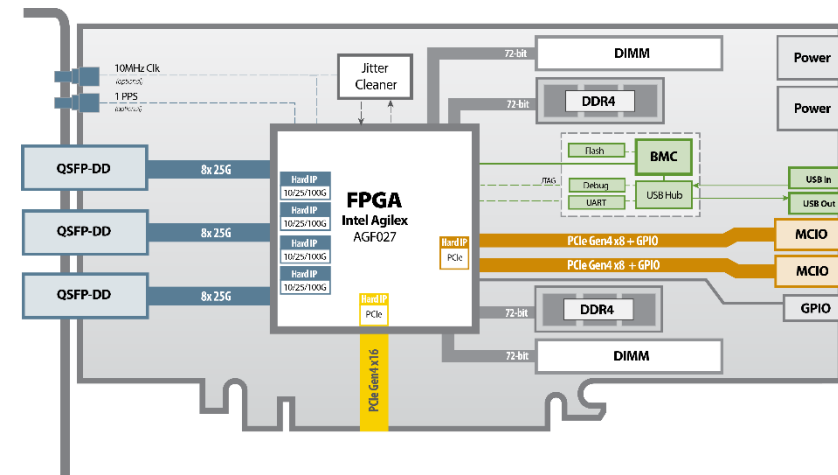 10MHz Clk
(optional)
1 PPS
(optional)
Jitter
Cleaner
72-bit
DIMM
Power
72-bit
DDR4
Power
Flash
BMC
JTAG
Debug
USB Hub
UART
USB In
USB Out
QSFP-DD
8x 25G
QSFP-DD
8x 25G
QSFP-DD
8x 25G
Hard IP
10/25/100G
Hard IP
10/25/100G
Hard IP
10/25/100G
Hard IP
10/25/100G
FPGA
Intel Agilex
AGF027
Hard IP
PCIe
Hard IP
PCIe
PCIe Gen4 x8 + GPIO
MCIO
PCIe Gen4 x8 + GPIO
MCIO
GPIO
72-bit
DDR4
72-bit
DIMM
PCIe Gen4 x16